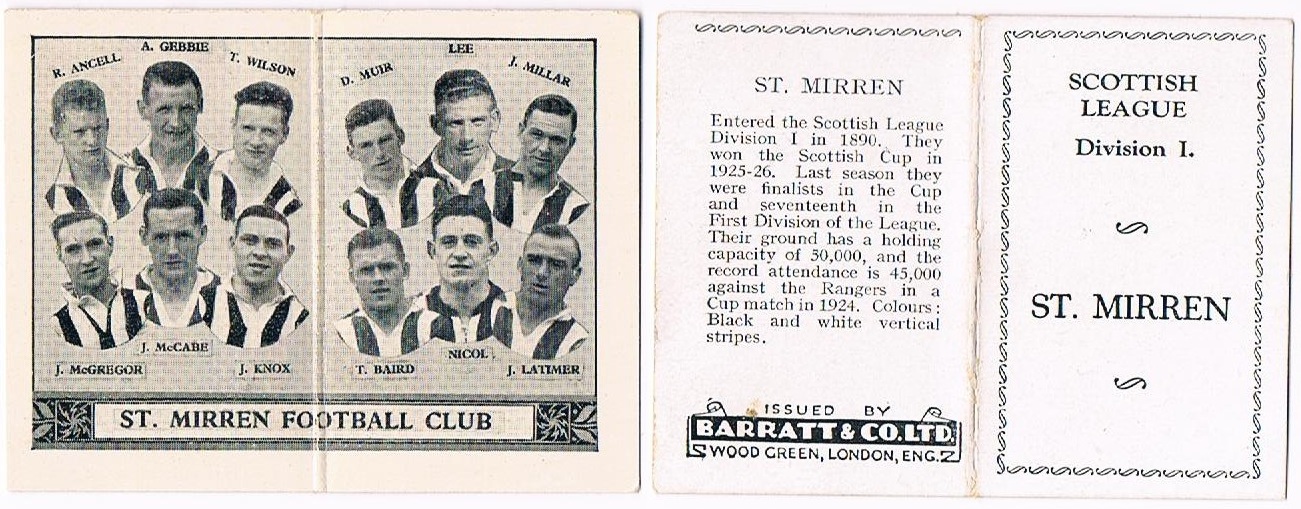 A. GEBBIE
R. ANCELL
T. WILSON
LEE
D. MUIR
J. MILLAR
J. McCABE
J. McGREGOR
J. KNOX
NICOL
T. BAIRD
J. LATIMER
ST. MIRREN FOOTBALL CLUB
ST. MIRREN
Entered the Scottish League
Division I in 1890. They
won the Scottish Cup in
1925-26. Last season they
were finalists in the Cup
and seventeenth in the
First Division of the League.
Their ground has a holding
capacity of 50,000, and the
record attendance is 45,000
against the Rangers in a
Cup match in 1924. Colours:
Black and white vertical
stripes.
ISSUED BY
BARRATT & CO. LTD.
WOOD GREEN, LONDON, ENG.
SCOTTISH
LEAGUE
Division I.
ST. MIRREN